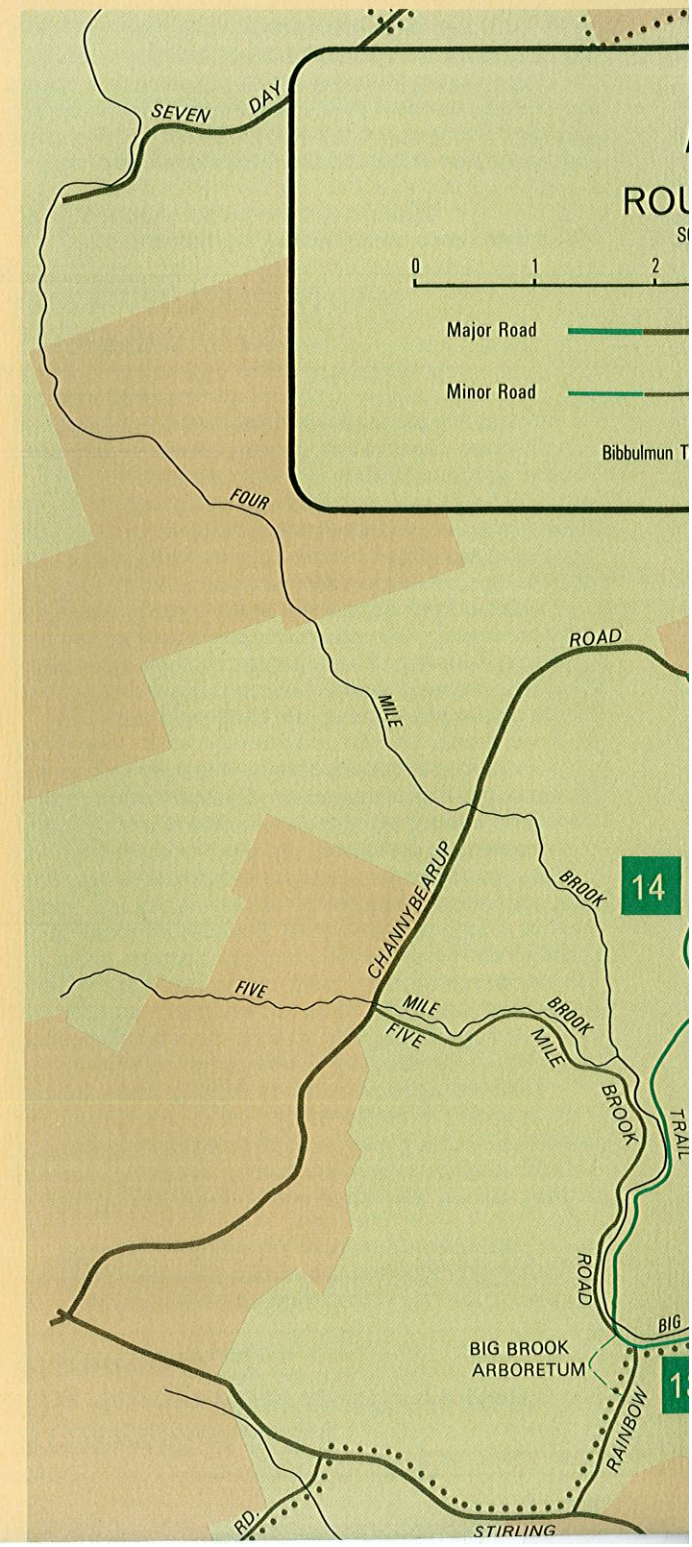 SEVEN DAY
ROU
0 1 2
Major Road
Minor Road
Bibbulmun T
FOUR
MILE
BROOK
ROAD
CHANNYBEARUP
14
FIVE
MILE
BROOK
FIVE
MILE
BROOK
ROAD
TRAIL
BIG
BIG BROOK
ARBORETUM
RAINBOW
RD.
STIRLING